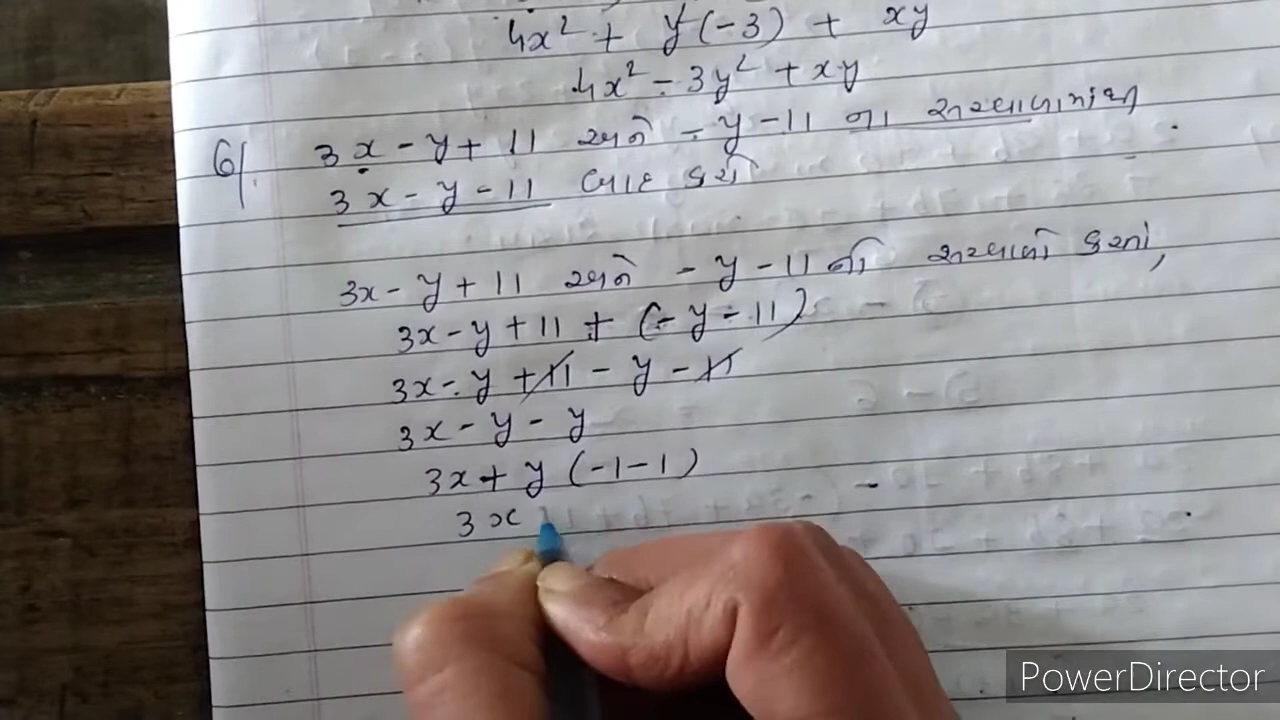 4x² + y(-3) + xy
4x² - 3y² + xy
6). 3x - y + 11 અને - y - 11 ના સરવાળામાંથી
3x - y - 11 બાદ કરો
3x - y + 11 અને - y - 11 નો સરવાળો કરતાં,
3x - y + 11 + (- y - 11)
3x - y + 11 - y - 11
3x - y - y
3x + y (-1 - 1)
3x
PowerDirector